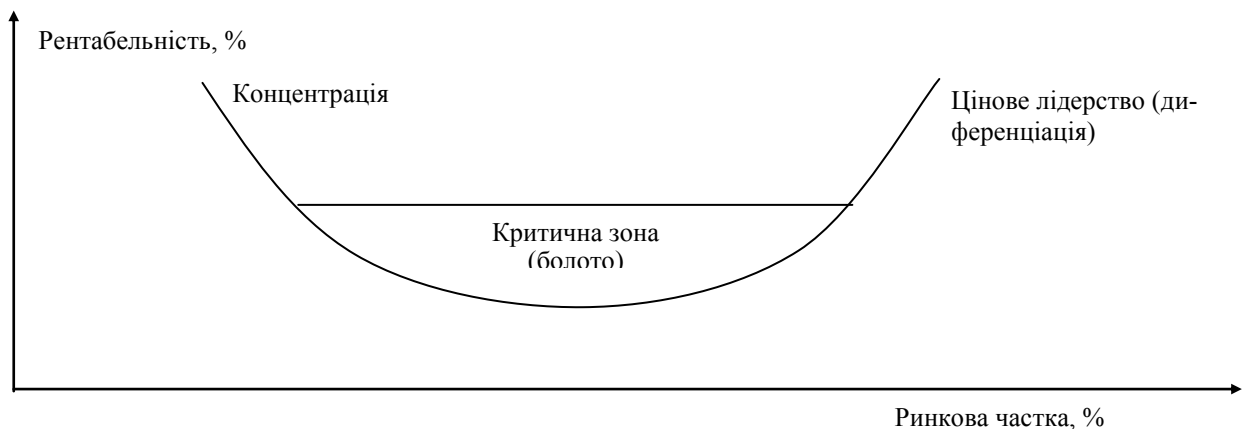 Рентабельність, %
Концентрація
Цінове лідерство (ди-
ференціація)
Критична зона
(болото)
Ринкова частка, %